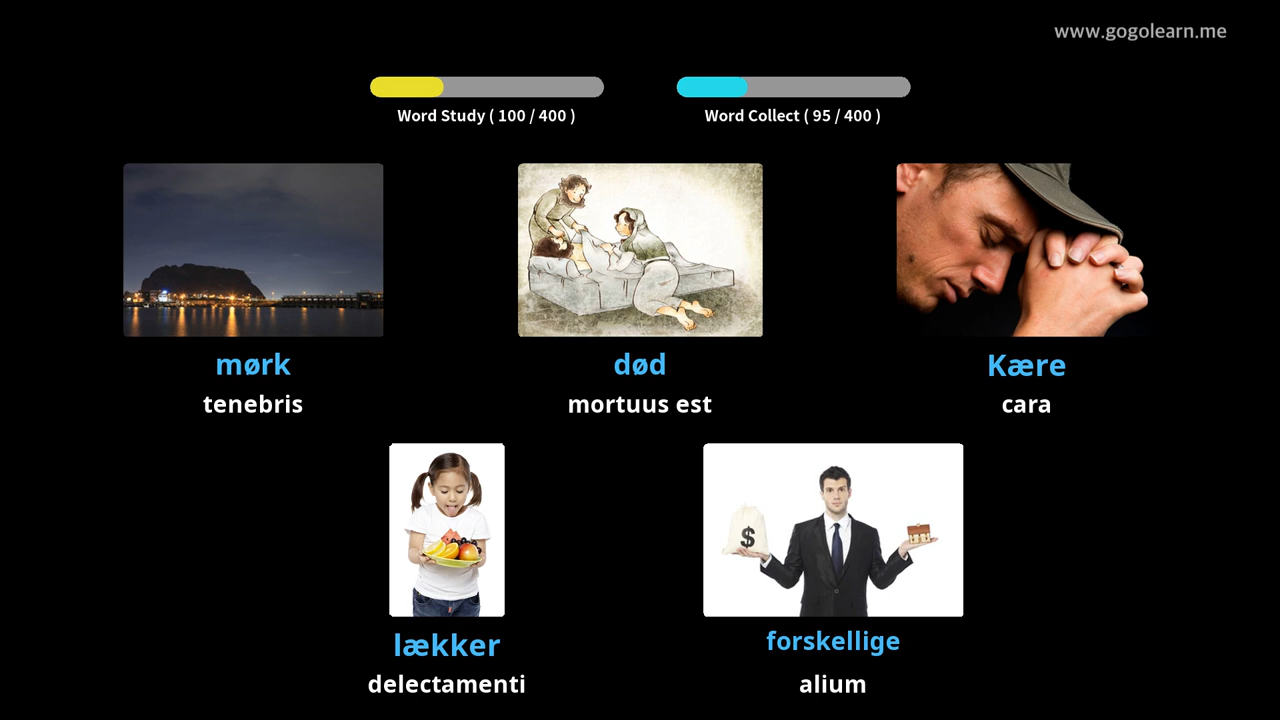 www.gogolearn.me
Word Study ( 100 / 400 )
Word Collect ( 95 / 400 )
mørk
død
Kære
tenebris
mortuus est
cara
$
lækker
forskellige
delectamenti
alium